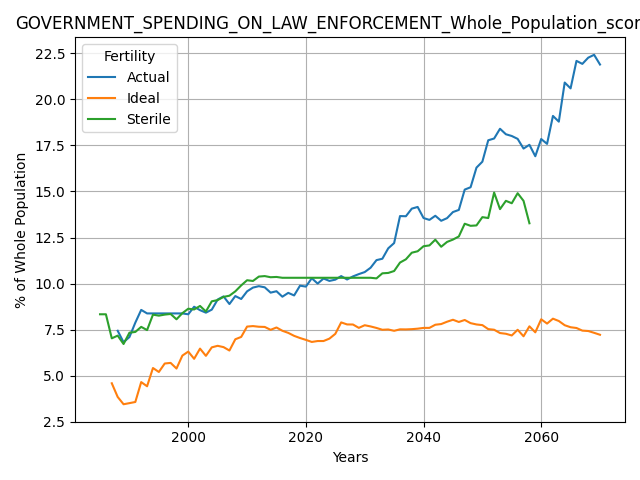 GOVERNMENT_SPENDING_ON_LAW_ENFORCEMENT_Whole_Population_scor
Fertility
Actual
Ideal
Sterile
% of Whole Population
22.5
20.0
17.5
15.0
12.5
10.0
7.5
5.0
2.5
2000 2020 2040 2060
Years